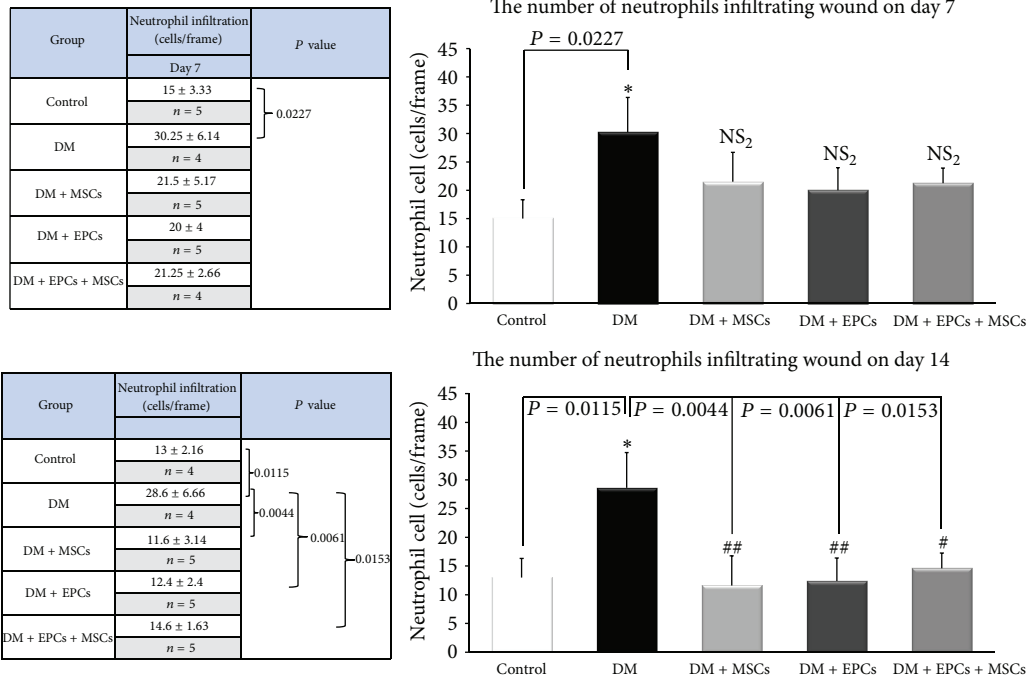 Group
Neutrophil infiltration
(cells/frame)
P value
Day 7
Control
15 ± 3.33
n = 5
0.0227
DM
30.25 ± 6.14
n = 4
DM + MSCs
21.5 ± 5.17
n = 5
DM + EPCs
20 ± 4
n = 5
DM + EPCs + MSCs
21.25 ± 2.66
n = 4
The number of neutrophils infiltrating wound on day 7
P = 0.0227
Neutrophil cell (cells/frame)
45
40
35
30
25
20
15
10
5
0
*
NS₂
NS₂
NS₂
Control
DM
DM + MSCs
DM + EPCs
DM + EPCs + MSCs
Group
Neutrophil infiltration
(cells/frame)
P value
Control
13 ± 2.16
n = 4
0.0115
DM
28.6 ± 6.66
n = 4
0.0044
0.0061
0.0153
DM + MSCs
11.6 ± 3.14
n = 5
DM + EPCs
12.4 ± 2.4
n = 5
DM + EPCs + MSCs
14.6 ± 1.63
n = 5
The number of neutrophils infiltrating wound on day 14
P = 0.0115 P = 0.0044 P = 0.0061 P = 0.0153
Neutrophil cell (cells/frame)
45
40
35
30
25
20
15
10
5
0
*
##
##
#
Control
DM
DM + MSCs
DM + EPCs
DM + EPCs + MSCs